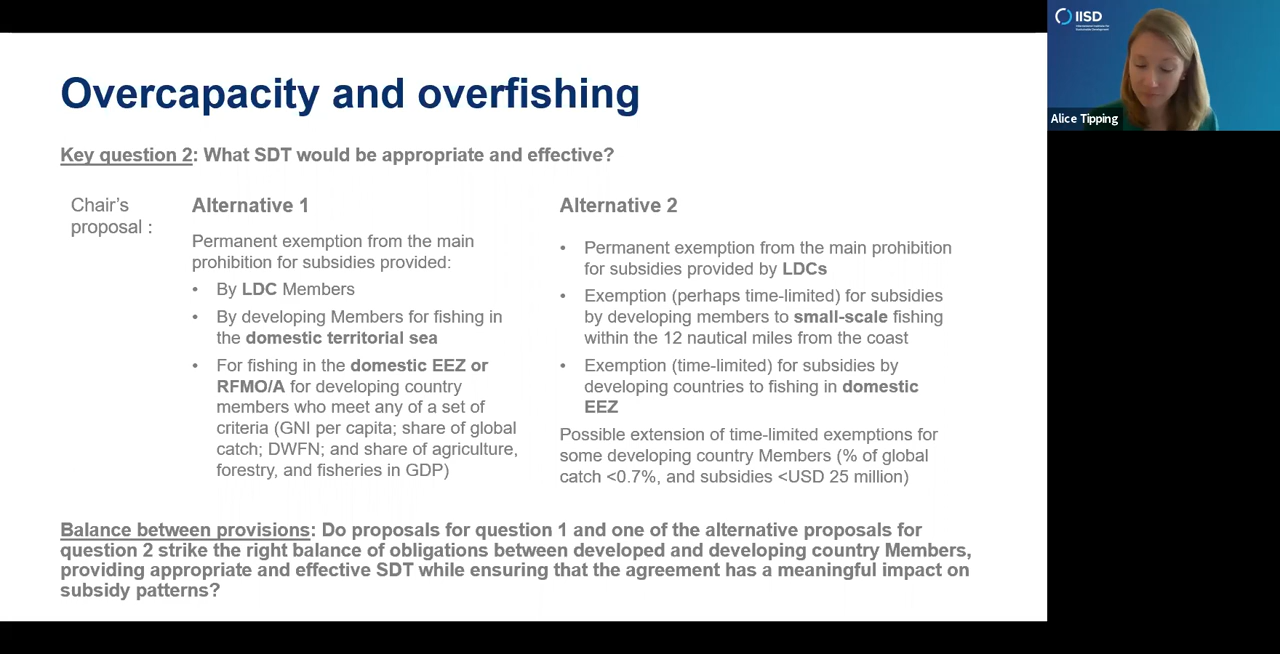 Overcapacity and overfishing
Key question 2: What SDT would be appropriate and effective?
Chair's
proposal :
Alternative 1
Permanent exemption from the main
prohibition for subsidies provided:
• By LDC Members
• By developing Members for fishing in
the domestic territorial sea
• For fishing in the domestic EEZ or
RFMO/A for developing country
members who meet any of a set of
criteria (GNI per capita; share of global
catch; DWFN; and share of agriculture,
forestry, and fisheries in GDP)
Alternative 2
• Permanent exemption from the main prohibition
for subsidies provided by LDCs
• Exemption (perhaps time-limited) for subsidies
by developing members to small-scale fishing
within the 12 nautical miles from the coast
• Exemption (time-limited) for subsidies by
developing countries to fishing in domestic
EEZ
Possible extension of time-limited exemptions for
some developing country Members (% of global
catch <0.7%, and subsidies <USD 25 million)
Balance between provisions: Do proposals for question 1 and one of the alternative proposals for
question 2 strike the right balance of obligations between developed and developing country Members,
providing appropriate and effective SDT while ensuring that the agreement has a meaningful impact on
subsidy patterns?
IISD
Alice Tipping